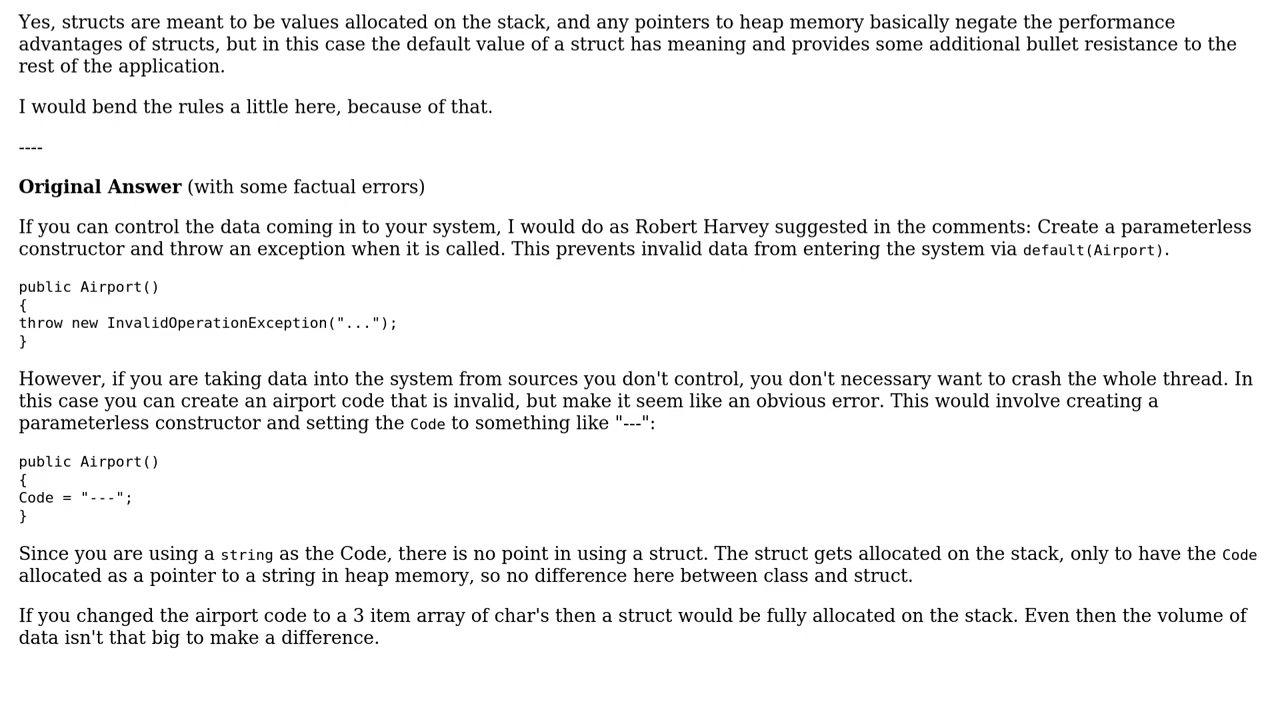 Yes, structs are meant to be values allocated on the stack, and any pointers to heap memory basically negate the performance
advantages of structs, but in this case the default value of a struct has meaning and provides some additional bullet resistance to the
rest of the application.
I would bend the rules a little here, because of that.
----
Original Answer (with some factual errors)
If you can control the data coming in to your system, I would do as Robert Harvey suggested in the comments: Create a parameterless
constructor and throw an exception when it is called. This prevents invalid data from entering the system via default(Airport).
public Airport()
{
throw new InvalidOperationException("...");
}
However, if you are taking data into the system from sources you don't control, you don't necessary want to crash the whole thread. In
this case you can create an airport code that is invalid, but make it seem like an obvious error. This would involve creating a
parameterless constructor and setting the Code to something like "---":
public Airport()
{
Code = "---";
}
Since you are using a string as the Code, there is no point in using a struct. The struct gets allocated on the stack, only to have the Code
allocated as a pointer to a string in heap memory, so no difference here between class and struct.
If you changed the airport code to a 3 item array of char's then a struct would be fully allocated on the stack. Even then the volume of
data isn't that big to make a difference.